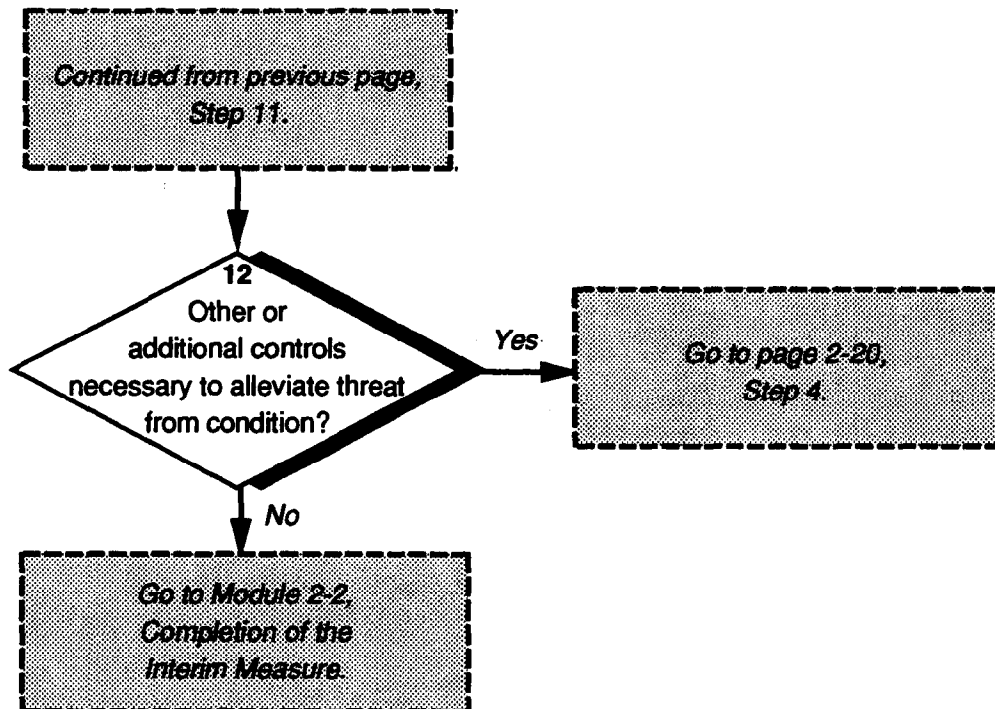 Continued from previous page,
Step 11.
12
Other or
additional controls
necessary to alleviate threat
from condition?
Yes
Go to page 2-20,
Step 4.
No
Go to Module 2-2,
Completion of the
Interim Measure.